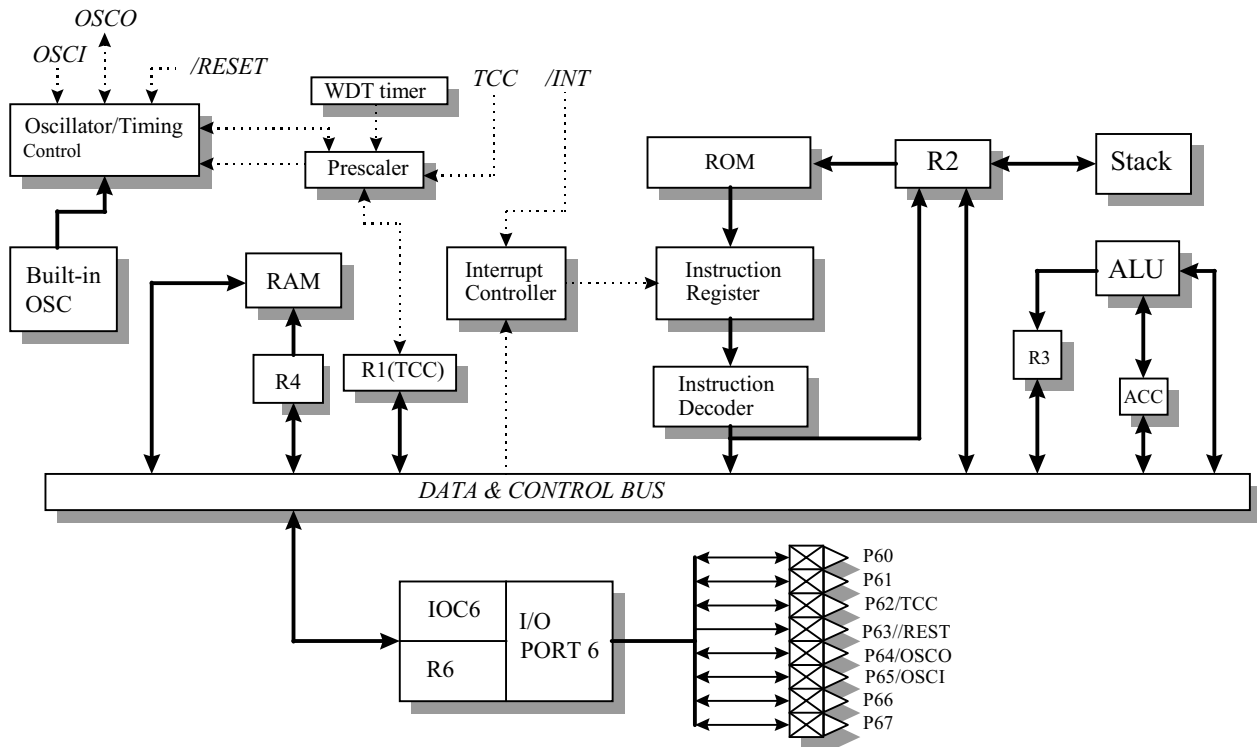 OSCO
OSCI
/RESET
WDT timer
TCC
/INT
Oscillator/Timing
Control
Prescaler
ROM
R2
Stack
Built-in
OSC
RAM
Interrupt
Controller
Instruction
Register
ALU
R4
R1(TCC)
Instruction
Decoder
R3
ACC
DATA & CONTROL BUS
IOC6
R6
I/O
PORT 6
P60
P61
P62/TCC
P63//REST
P64/OSCO
P65/OSCI
P66
P67